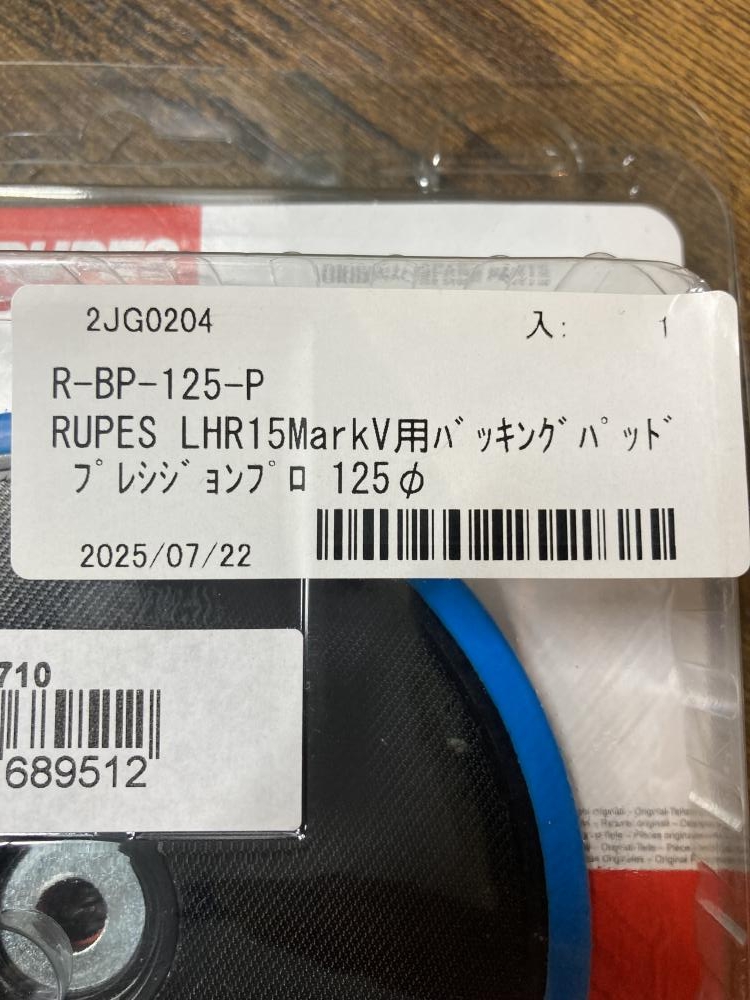 2JG0204 入: 1
R-BP-125-P
RUPES LHR15MarkV用ﾊﾞｯｷﾝｸﾞﾊﾟｯﾄﾞ
ﾌﾟﾚｼｼﾞｮﾝﾌﾟﾛ 125φ
2025/07/22
710
689512
- Original-Teile